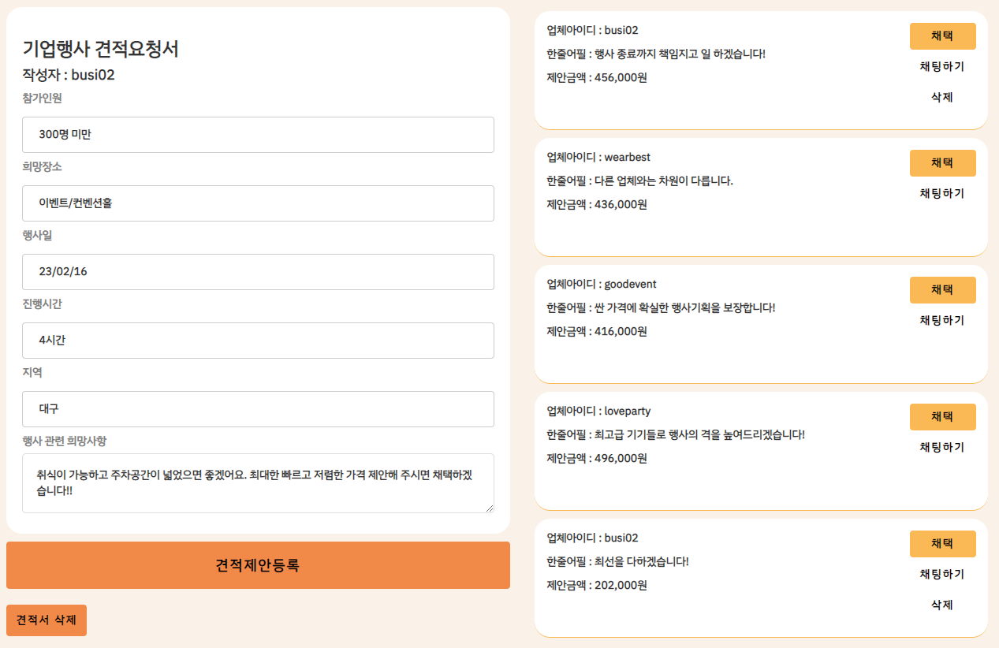 기업행사 견적요청서
작성자 : busi02
참가인원
300명 미만
희망장소
이벤트/컨벤션홀
행사일
23/02/16
진행시간
4시간
지역
대구
행사 관련 희망사항
취식이 가능하고 주차공간이 넓었으면 좋겠어요. 최대한 빠르고 저렴한 가격 제안해 주시면 채택하겠
습니다!!
견적제안등록
견적서 삭제
업체아이디 : busi02
채택
한줄어필 : 행사 종료까지 책임지고 일 하겠습니다!
채팅하기
제안금액 : 456,000원
삭제
업체아이디 : wearbest
채택
한줄어필 : 다른 업체와는 차원이 다릅니다.
채팅하기
제안금액 : 436,000원
업체아이디 : goodevent
채택
한줄어필 : 싼 가격에 확실한 행사기획을 보장합니다!
채팅하기
제안금액 : 416,000원
업체아이디 : loveparty
채택
한줄어필 : 최고급 기기들로 행사의 격을 높여드리겠습니다!
채팅하기
제안금액 : 496,000원
업체아이디 : busi02
채택
한줄어필 : 최선을 다하겠습니다!
채팅하기
제안금액 : 202,000원
삭제